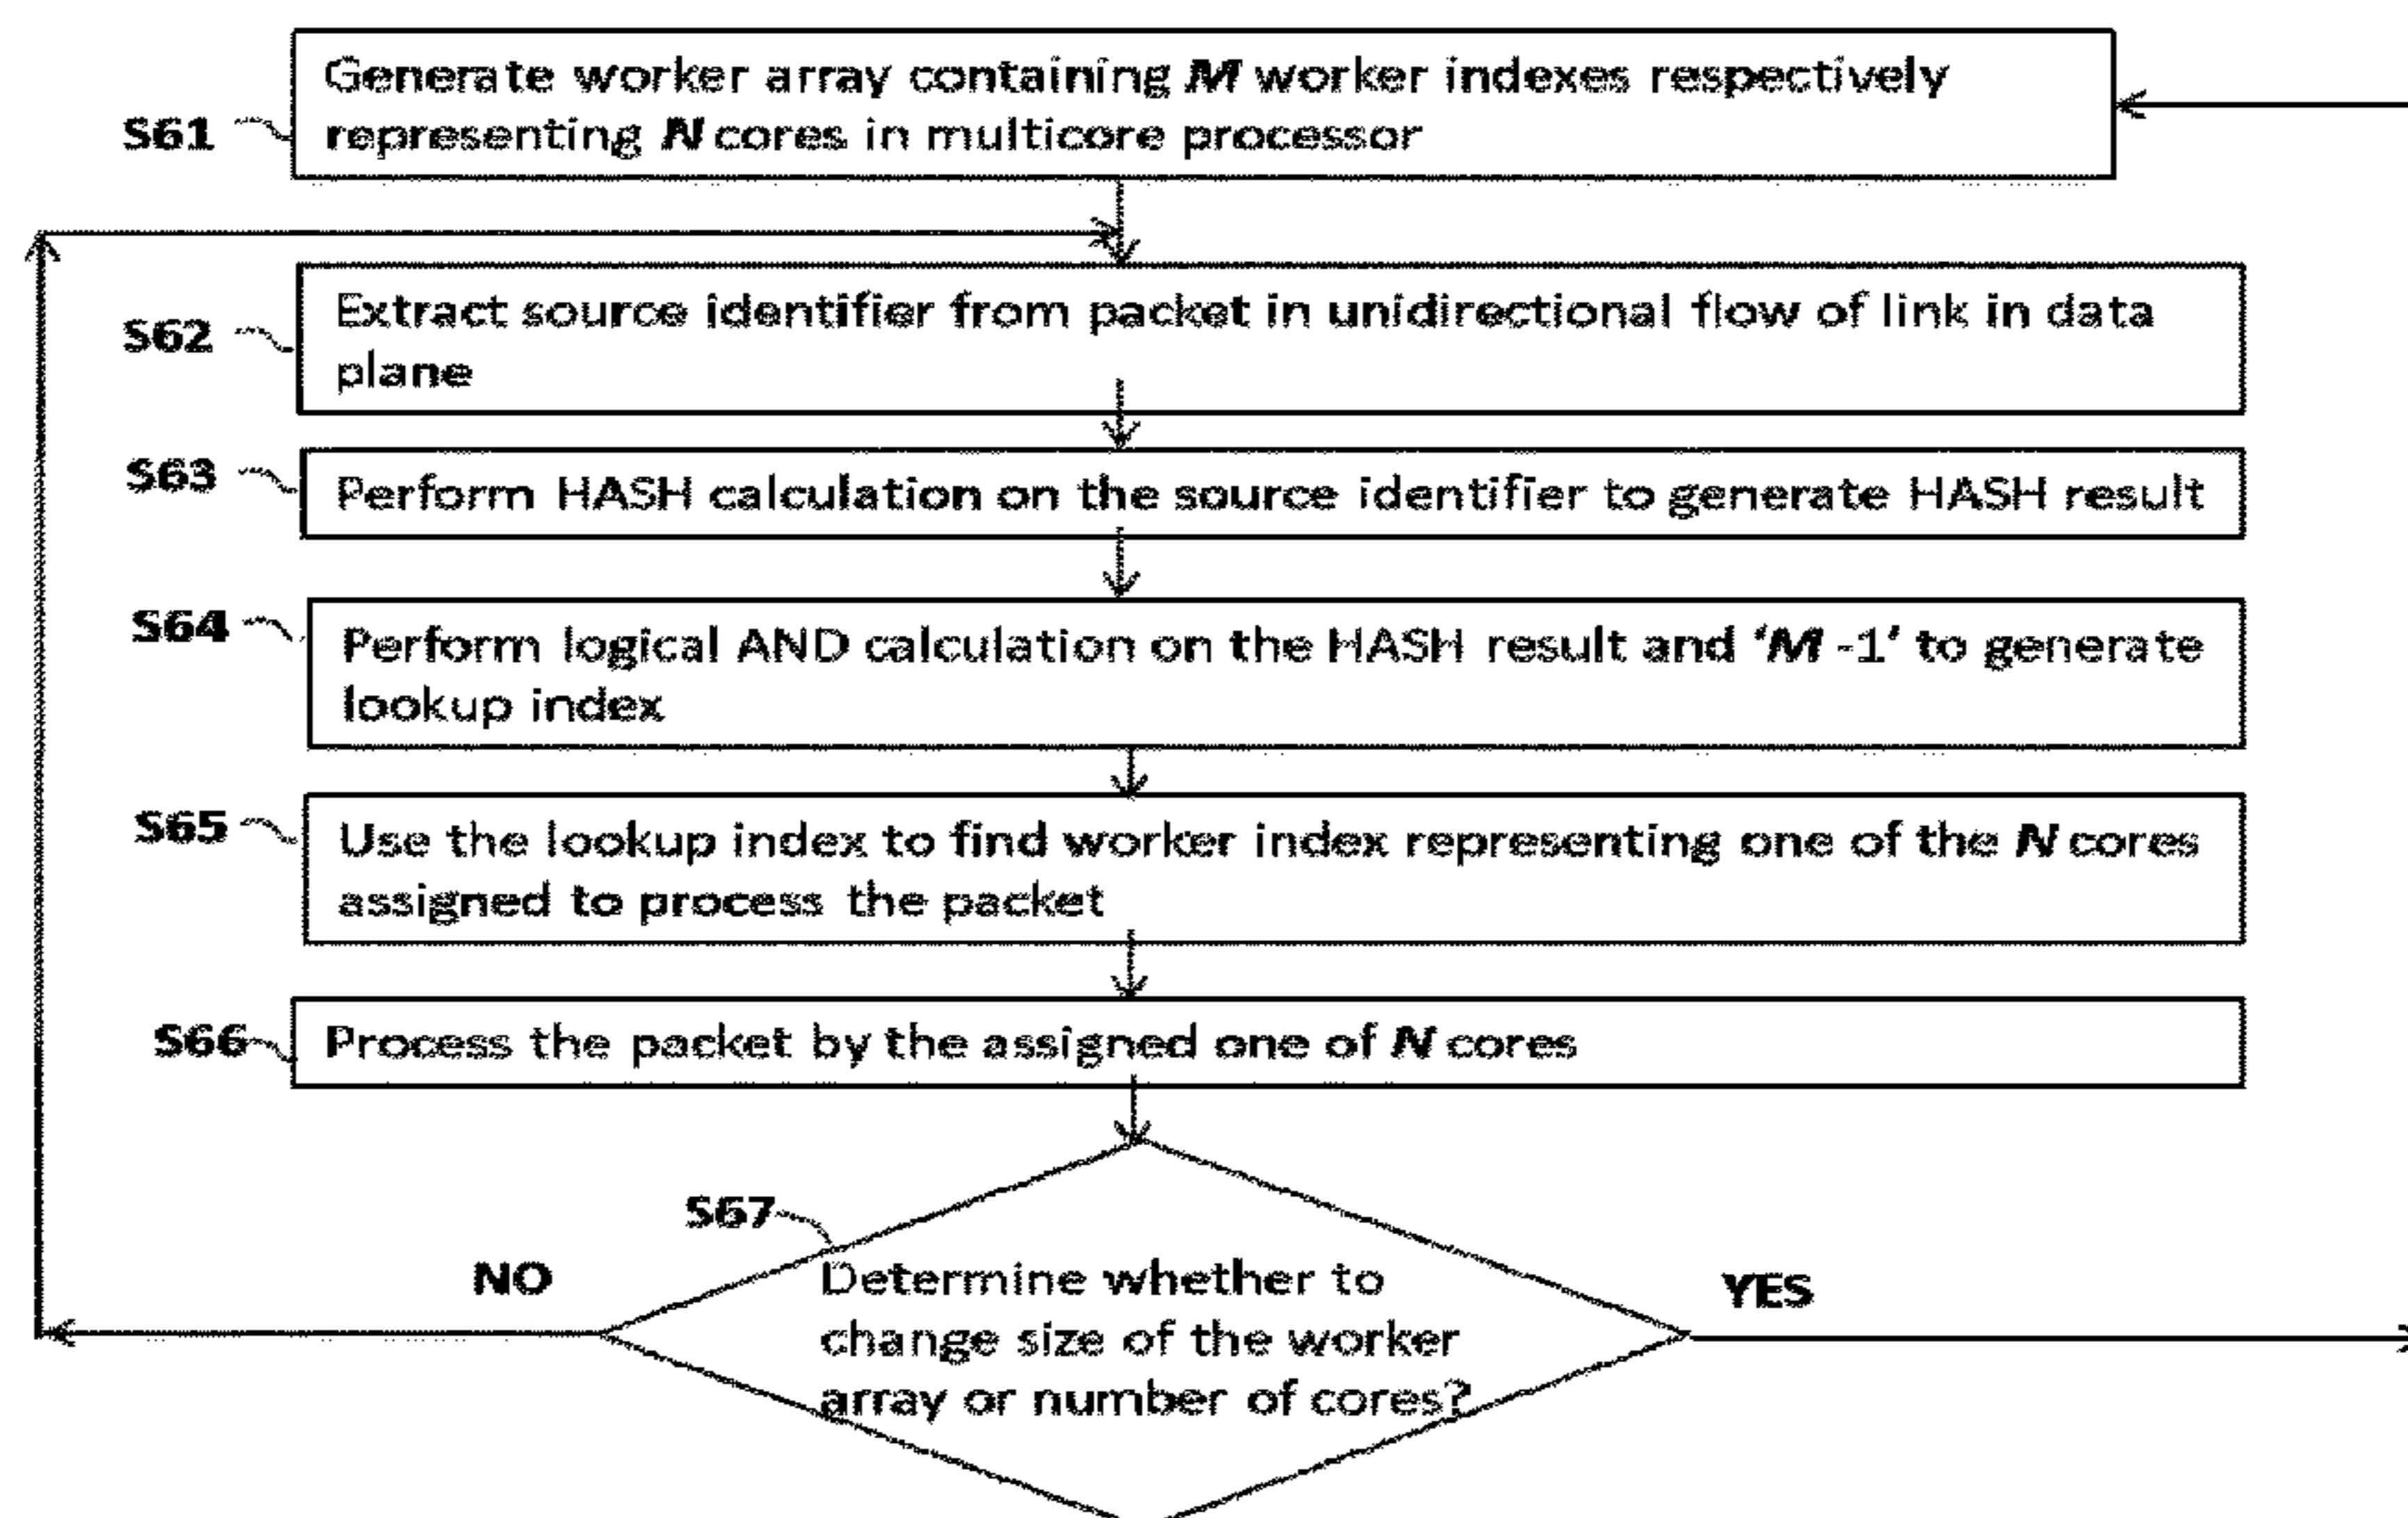 Generate worker array containing M worker indexes respectively
S61
representing N cores in multicore processor
Extract source identifier from packet in unidirectional flow of link in data
S62
plane
S63
Perform HASH calculation on the source identifier to generate HASH result
S64
Perform logical AND calculation on the HASH result and ‘M -1’ to generate
lookup index
S65
Use the lookup index to find worker index representing one of the N cores
assigned to process the packet
S66
Process the packet by the assigned one of N cores
S67
NO
Determine whether to
YES
change size of the worker
array or number of cores?